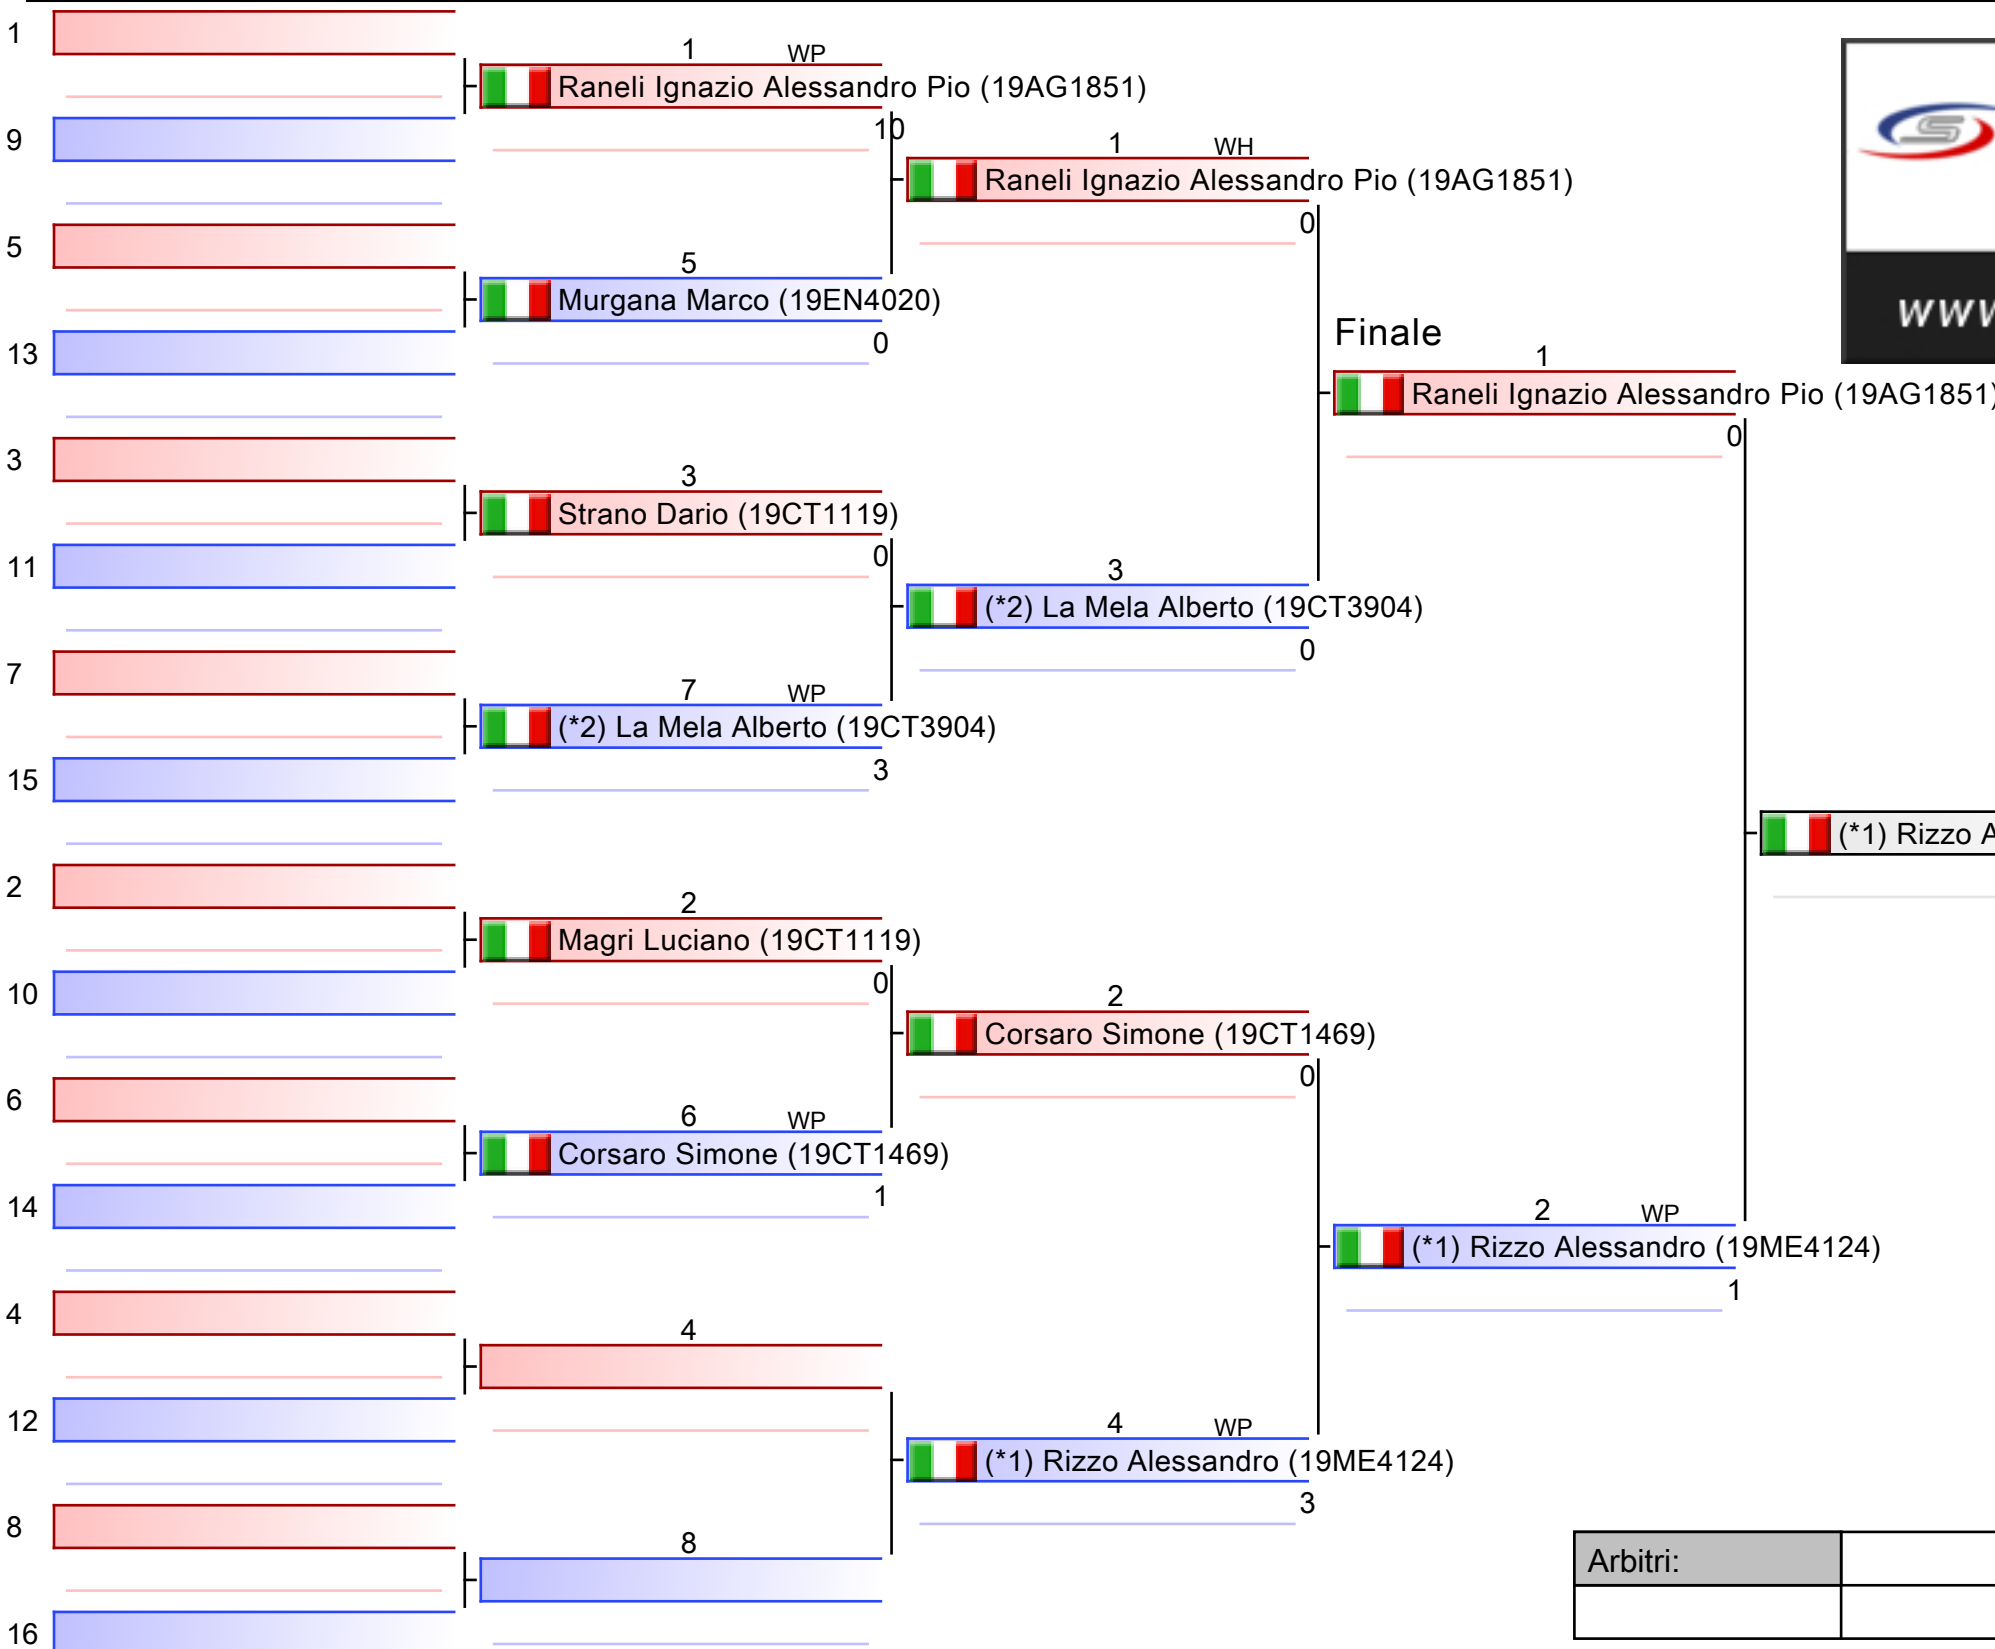 1
9
5
13
3
11
7
15
2
10
6
14
4
12
8
16
1 WP
Raneli Ignazio Alessandro Pio (19AG1851)
10
5
Murgana Marco (19EN4020)
0
3
Strano Dario (19CT1119)
0
7 WP
(*2) La Mela Alberto (19CT3904)
3
2
Magri Luciano (19CT1119)
0
6 WP
Corsaro Simone (19CT1469)
1
4
8
1 WH
Raneli Ignazio Alessandro Pio (19AG1851)
0
3
(*2) La Mela Alberto (19CT3904)
0
2
Corsaro Simone (19CT1469)
0
4 WP
(*1) Rizzo Alessandro (19ME4124)
3
Finale
1
Raneli Ignazio Alessandro Pio (19AG1851)
0
2 WP
(*1) Rizzo Alessandro (19ME4124)
1
(*1) Rizzo A
S
www
Arbitri: